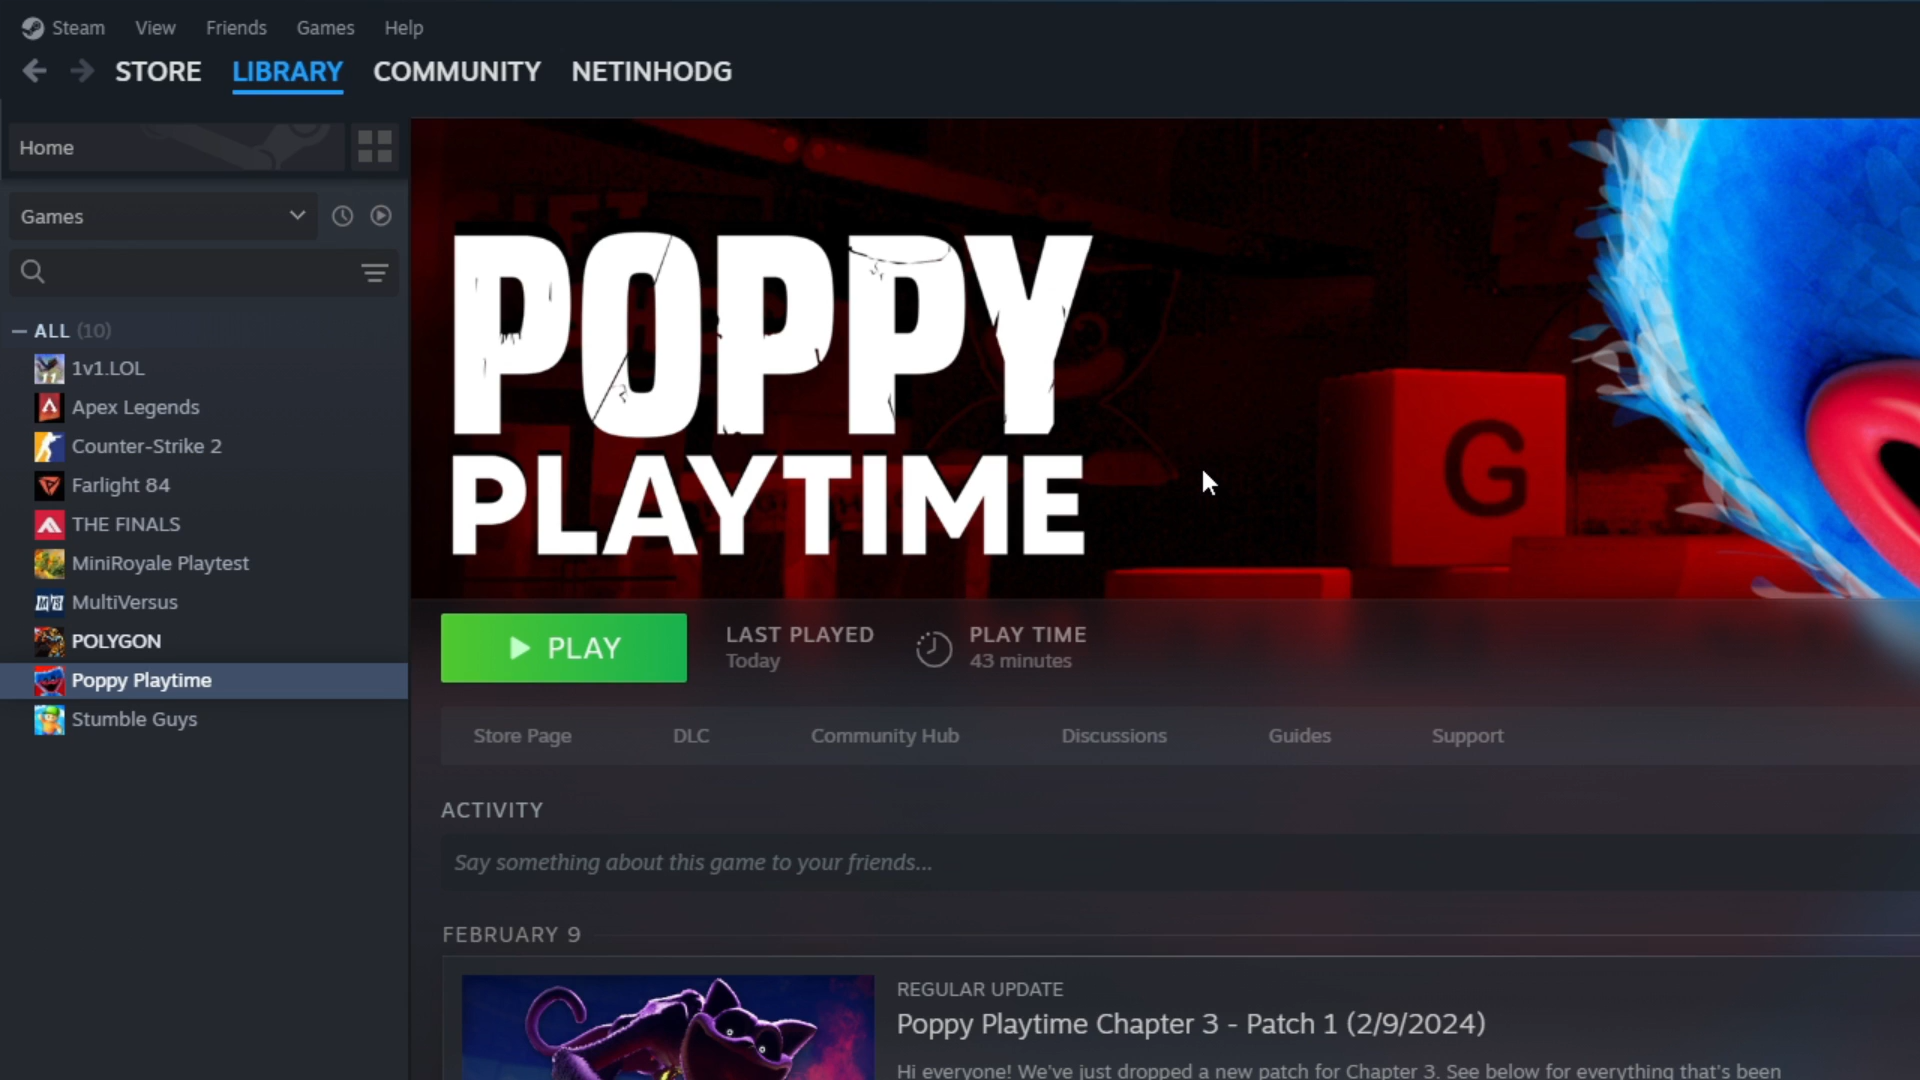 Steam View Friends Games Help
STORE LIBRARY COMMUNITY NETINHODG
Home
Games
ALL (10)
1v1.LOL
Apex Legends
Counter-Strike 2
Farlight 84
THE FINALS
MiniRoyale Playtest
MultiVersus
POLYGON
Poppy Playtime
Stumble Guys
POPPY
PLAYTIME
G
PLAY
LAST PLAYED
Today
PLAY TIME
43 minutes
Store Page DLC Community Hub Discussions Guides Support
ACTIVITY
Say something about this game to your friends...
FEBRUARY 9
REGULAR UPDATE
Poppy Playtime Chapter 3 - Patch 1 (2/9/2024)
Hi everyone! We've just dropped a new patch for Chapter 3. See below for everything that's been